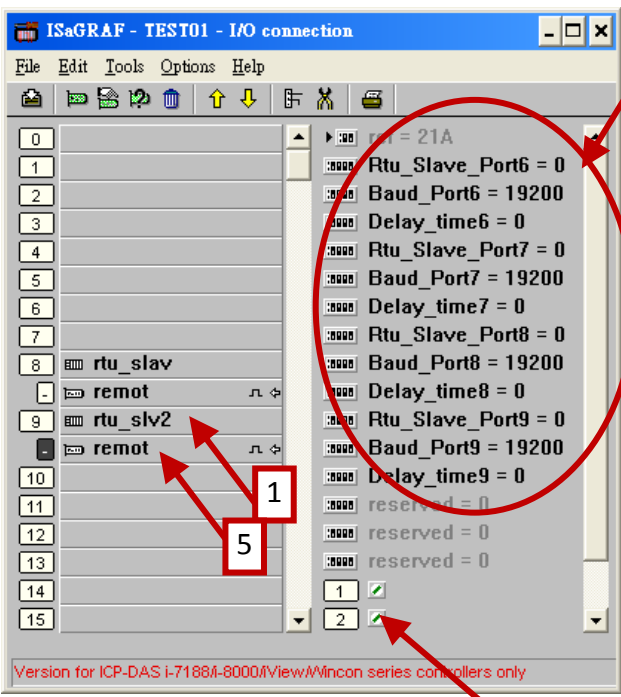 ISaGRAF - TEST01 - I/O connection
File Edit Tools Options Help
0
1
2
3
4
5
6
7
8 rtu_slav
- remot
9 rtu_slv2
- remot
10
11
12
13
14
15
1
5
= 21A
Rtu_Slave_Port6 = 0
Baud_Port6 = 19200
Delay_time6 = 0
Rtu_Slave_Port7 = 0
Baud_Port7 = 19200
Delay_time7 = 0
Rtu_Slave_Port8 = 0
Baud_Port8 = 19200
Delay_time8 = 0
Rtu_Slave_Port9 = 0
Baud_Port9 = 19200
Delay_time9 = 0
reserved = 0
reserved = 0
reserved = 0
1
2
Version for ICP-DAS i-7188/i-8000/iView/Wincon series controllers only